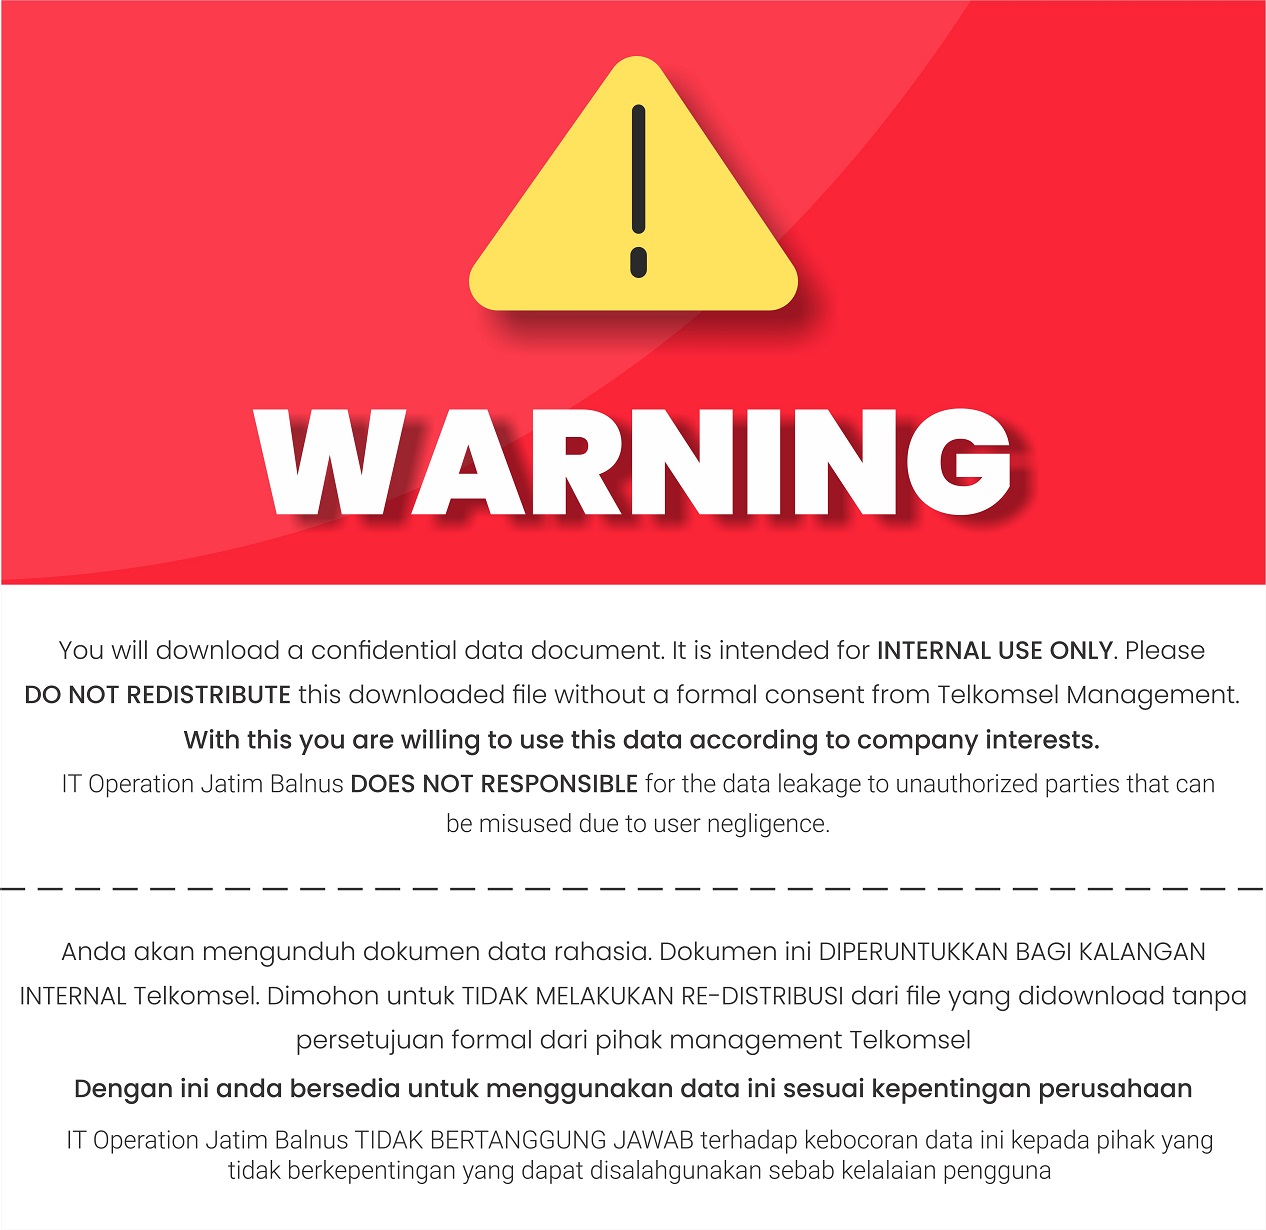 WARNING
You will download a confidential data document. It is intended for INTERNAL USE ONLY. Please
DO NOT REDISTRIBUTE this downloaded file without a formal consent from Telkomsel Management.
With this you are willing to use this data according to company interests.
IT Operation Jatim Balnus DOES NOT RESPONSIBLE for the data leakage to unauthorized parties that can
be misused due to user negligence.
Anda akan mengunduh dokumen data rahasia. Dokumen ini DIPERUNTUKKAN BAGI KALANGAN
INTERNAL Telkomsel. Dimohon untuk TIDAK MELAKUKAN RE-DISTRIBUSI dari file yang didownload tanpa
persetujuan formal dari pihak management Telkomsel
Dengan ini anda bersedia untuk menggunakan data ini sesuai kepentingan perusahaan
IT Operation Jatim Balnus TIDAK BERTANGGUNG JAWAB terhadap kebocoran data ini kepada pihak yang
tidak berkepentingan yang dapat disalahgunakan sebab kelalaian pengguna